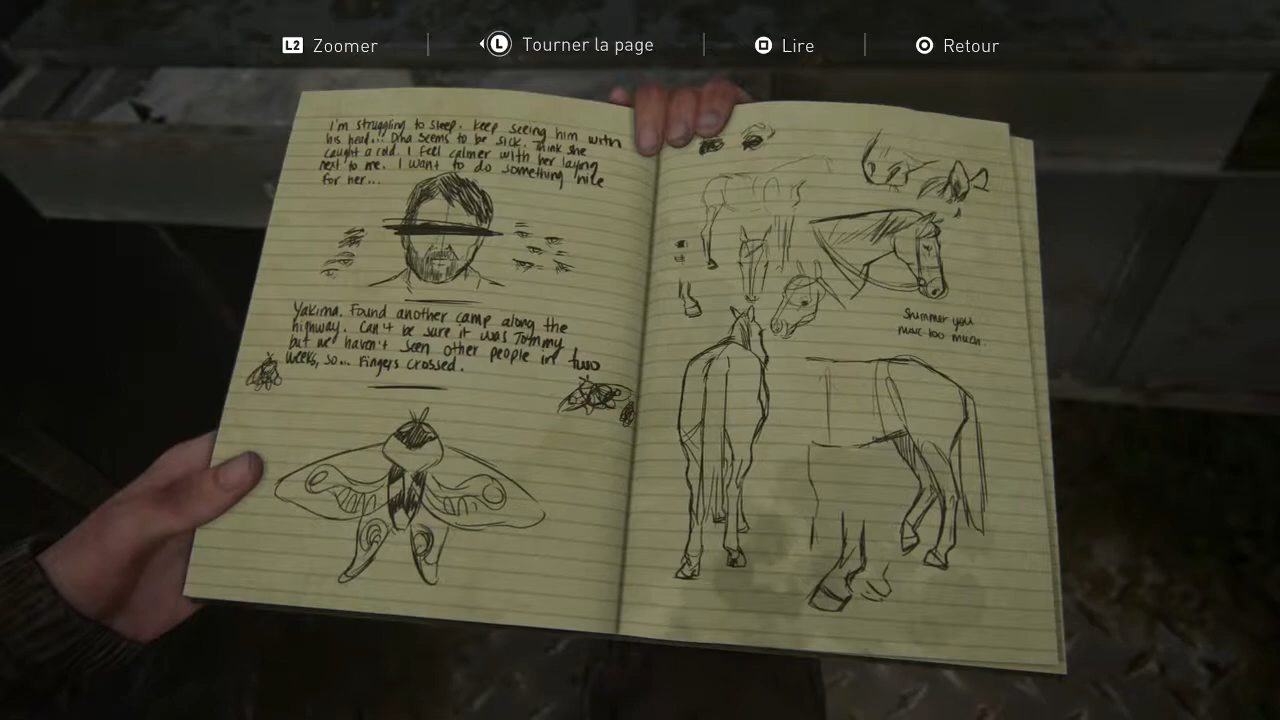 L2 Zoomer
L Tourner la page
Lire
Retour
I'm struggling to sleep. Keep seeing him with
his head... Dina seems to be sick. Think she
caught a cold. I feel calmer with her laying
next to me. I want to do something nice
for her...
Yakima. Found another camp along the
highway. Can't be sure it was Tommy
but we haven't seen other people in two
weeks, so... Fingers crossed.
Shimmer you
move too much.